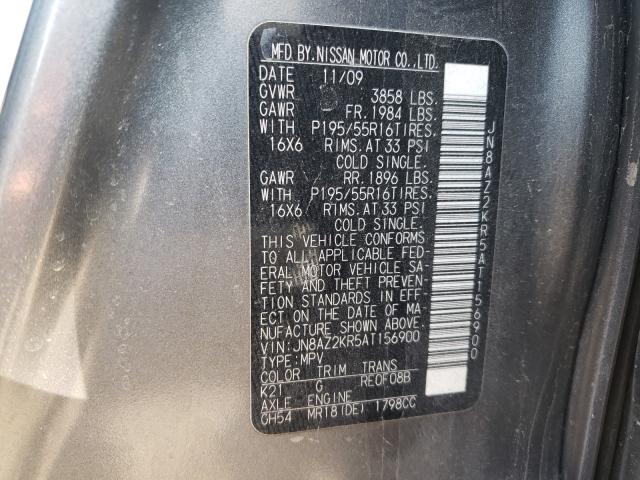 MFD.BY.NISSAN MOTOR CO.,LTD.
DATE 11/09
GVWR 3858 LBS.
GAWR FR.1984 LBS.
WITH P195/55R16TIRES.
16X6 RIMS.AT 33 PSI
COLD SINGLE.
GAWR RR.1896 LBS.
WITH P195/55R16TIRES.
16X6 RIMS.AT 33 PSI
COLD SINGLE.
THIS VEHICLE CONFORMS
TO ALL APPLICABLE FED-
ERAL MOTOR VEHICLE SA-
FETY AND THEFT PREVEN-
TION STANDARDS IN EFF-
ECT ON THE DATE OF MA-
NUFACTURE SHOWN ABOVE.
VIN:JN8AZ2KR5AT156900
TYPE:MPV
COLOR TRIM TRANS
K21 G RE0F08B
AXLE ENGINE
GH54 MR18(DE) 1798CC
JN8AZ2KR5AT156900